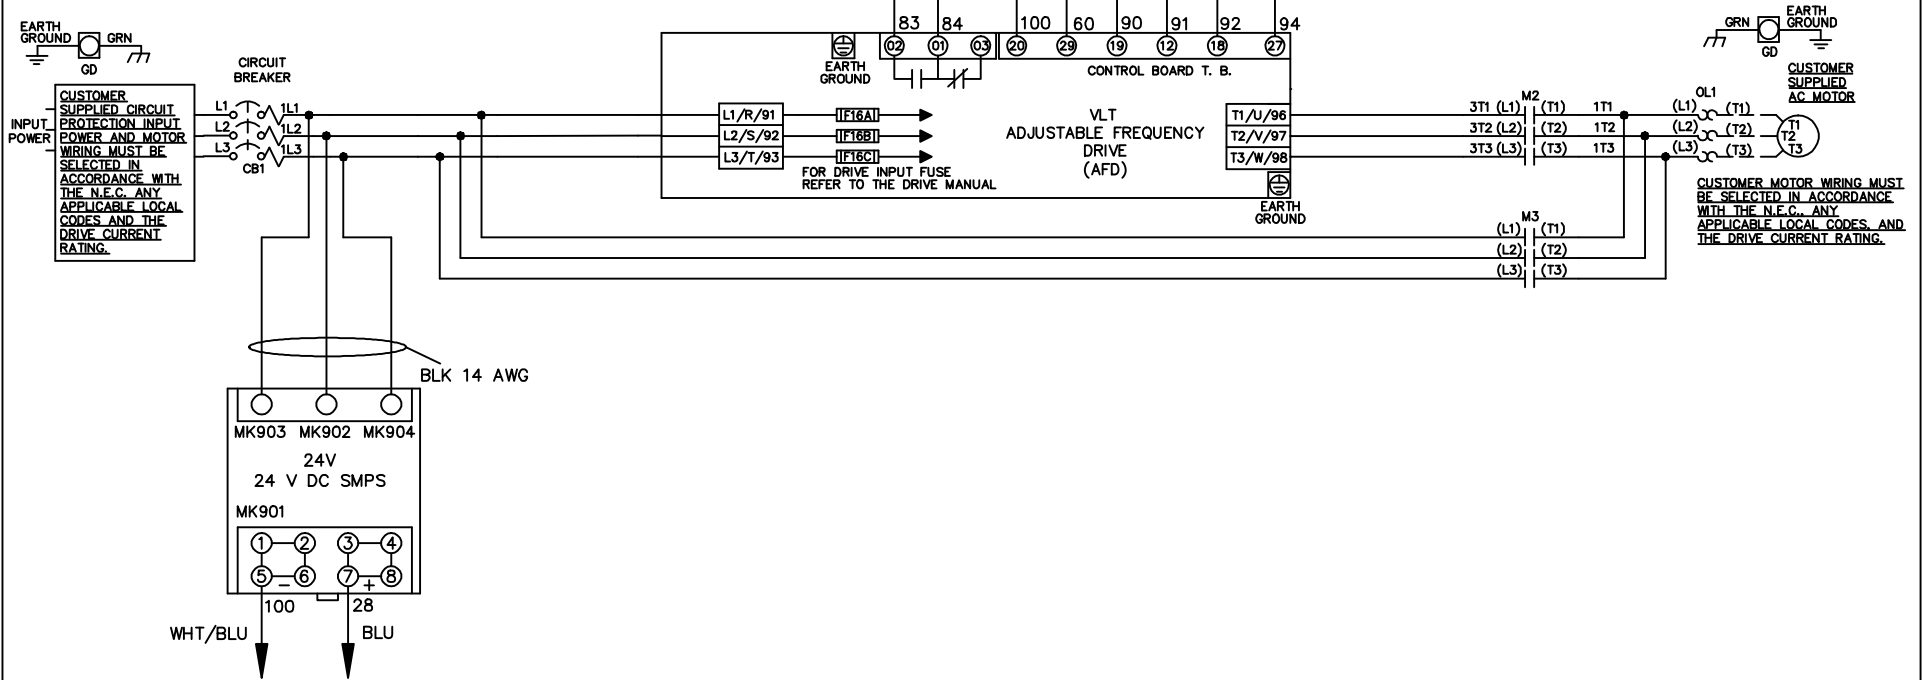 EARTH
GROUND
GRN
GD
CIRCUIT
BREAKER
INPUT
POWER
CUSTOMER
SUPPLIED CIRCUIT
PROTECTION INPUT
POWER AND MOTOR
WIRING MUST BE
SELECTED IN
ACCORDANCE WITH
THE N.E.C. ANY
APPLICABLE LOCAL
CODES AND THE
DRIVE CURRENT
RATING.
L1
L2
L3
1L1
1L2
1L3
CB1
83 84 100 60 90 91 92 94
02 01 03 20 29 19 12 18 27
EARTH
GROUND
CONTROL BOARD T. B.
L1/R/91
L2/S/92
L3/T/93
F16A
F16B
F16C
FOR DRIVE INPUT FUSE
REFER TO THE DRIVE MANUAL
VLT
ADJUSTABLE FREQUENCY
DRIVE
(AFD)
T1/U/96
T2/V/97
T3/W/98
EARTH
GROUND
M2
3T1 (L1) (T1) 1T1
3T2 (L2) (T2) 1T2
3T3 (L3) (T3) 1T3
M3
(L1) (T1)
(L2) (T2)
(L3) (T3)
OL1
(L1) (T1)
(L2) (T2)
(L3) (T3)
T1
T2
T3
GRN
EARTH
GROUND
GD
CUSTOMER
SUPPLIED
AC MOTOR
CUSTOMER MOTOR WIRING MUST
BE SELECTED IN ACCORDANCE
WITH THE N.E.C., ANY
APPLICABLE LOCAL CODES, AND
THE DRIVE CURRENT RATING.
BLK 14 AWG
MK903 MK902 MK904
24V
24 V DC SMPS
MK901
1 2 3 4
5 6 7 8
− +
100 28
WHT/BLU BLU